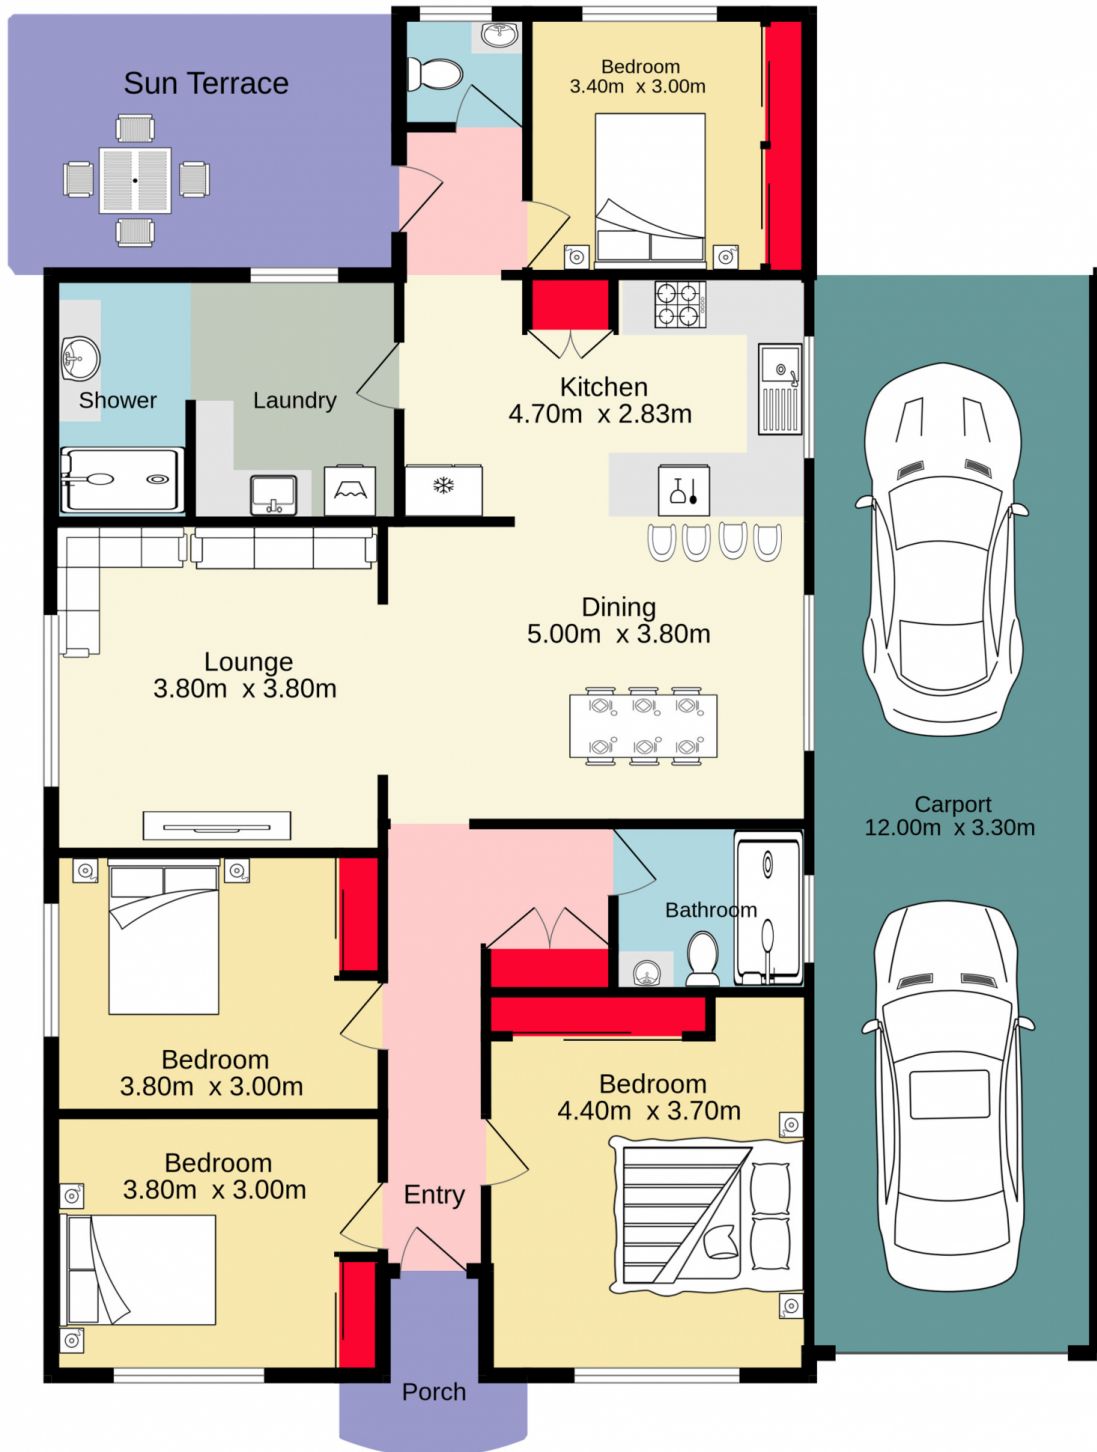 Sun Terrace
Bedroom
3.40m x 3.00m
Shower
Laundry
Kitchen
4.70m x 2.83m
Lounge
3.80m x 3.80m
Dining
5.00m x 3.80m
Carport
12.00m x 3.30m
Bathroom
Bedroom
3.80m x 3.00m
Bedroom
4.40m x 3.70m
Bedroom
3.80m x 3.00m
Entry
Porch